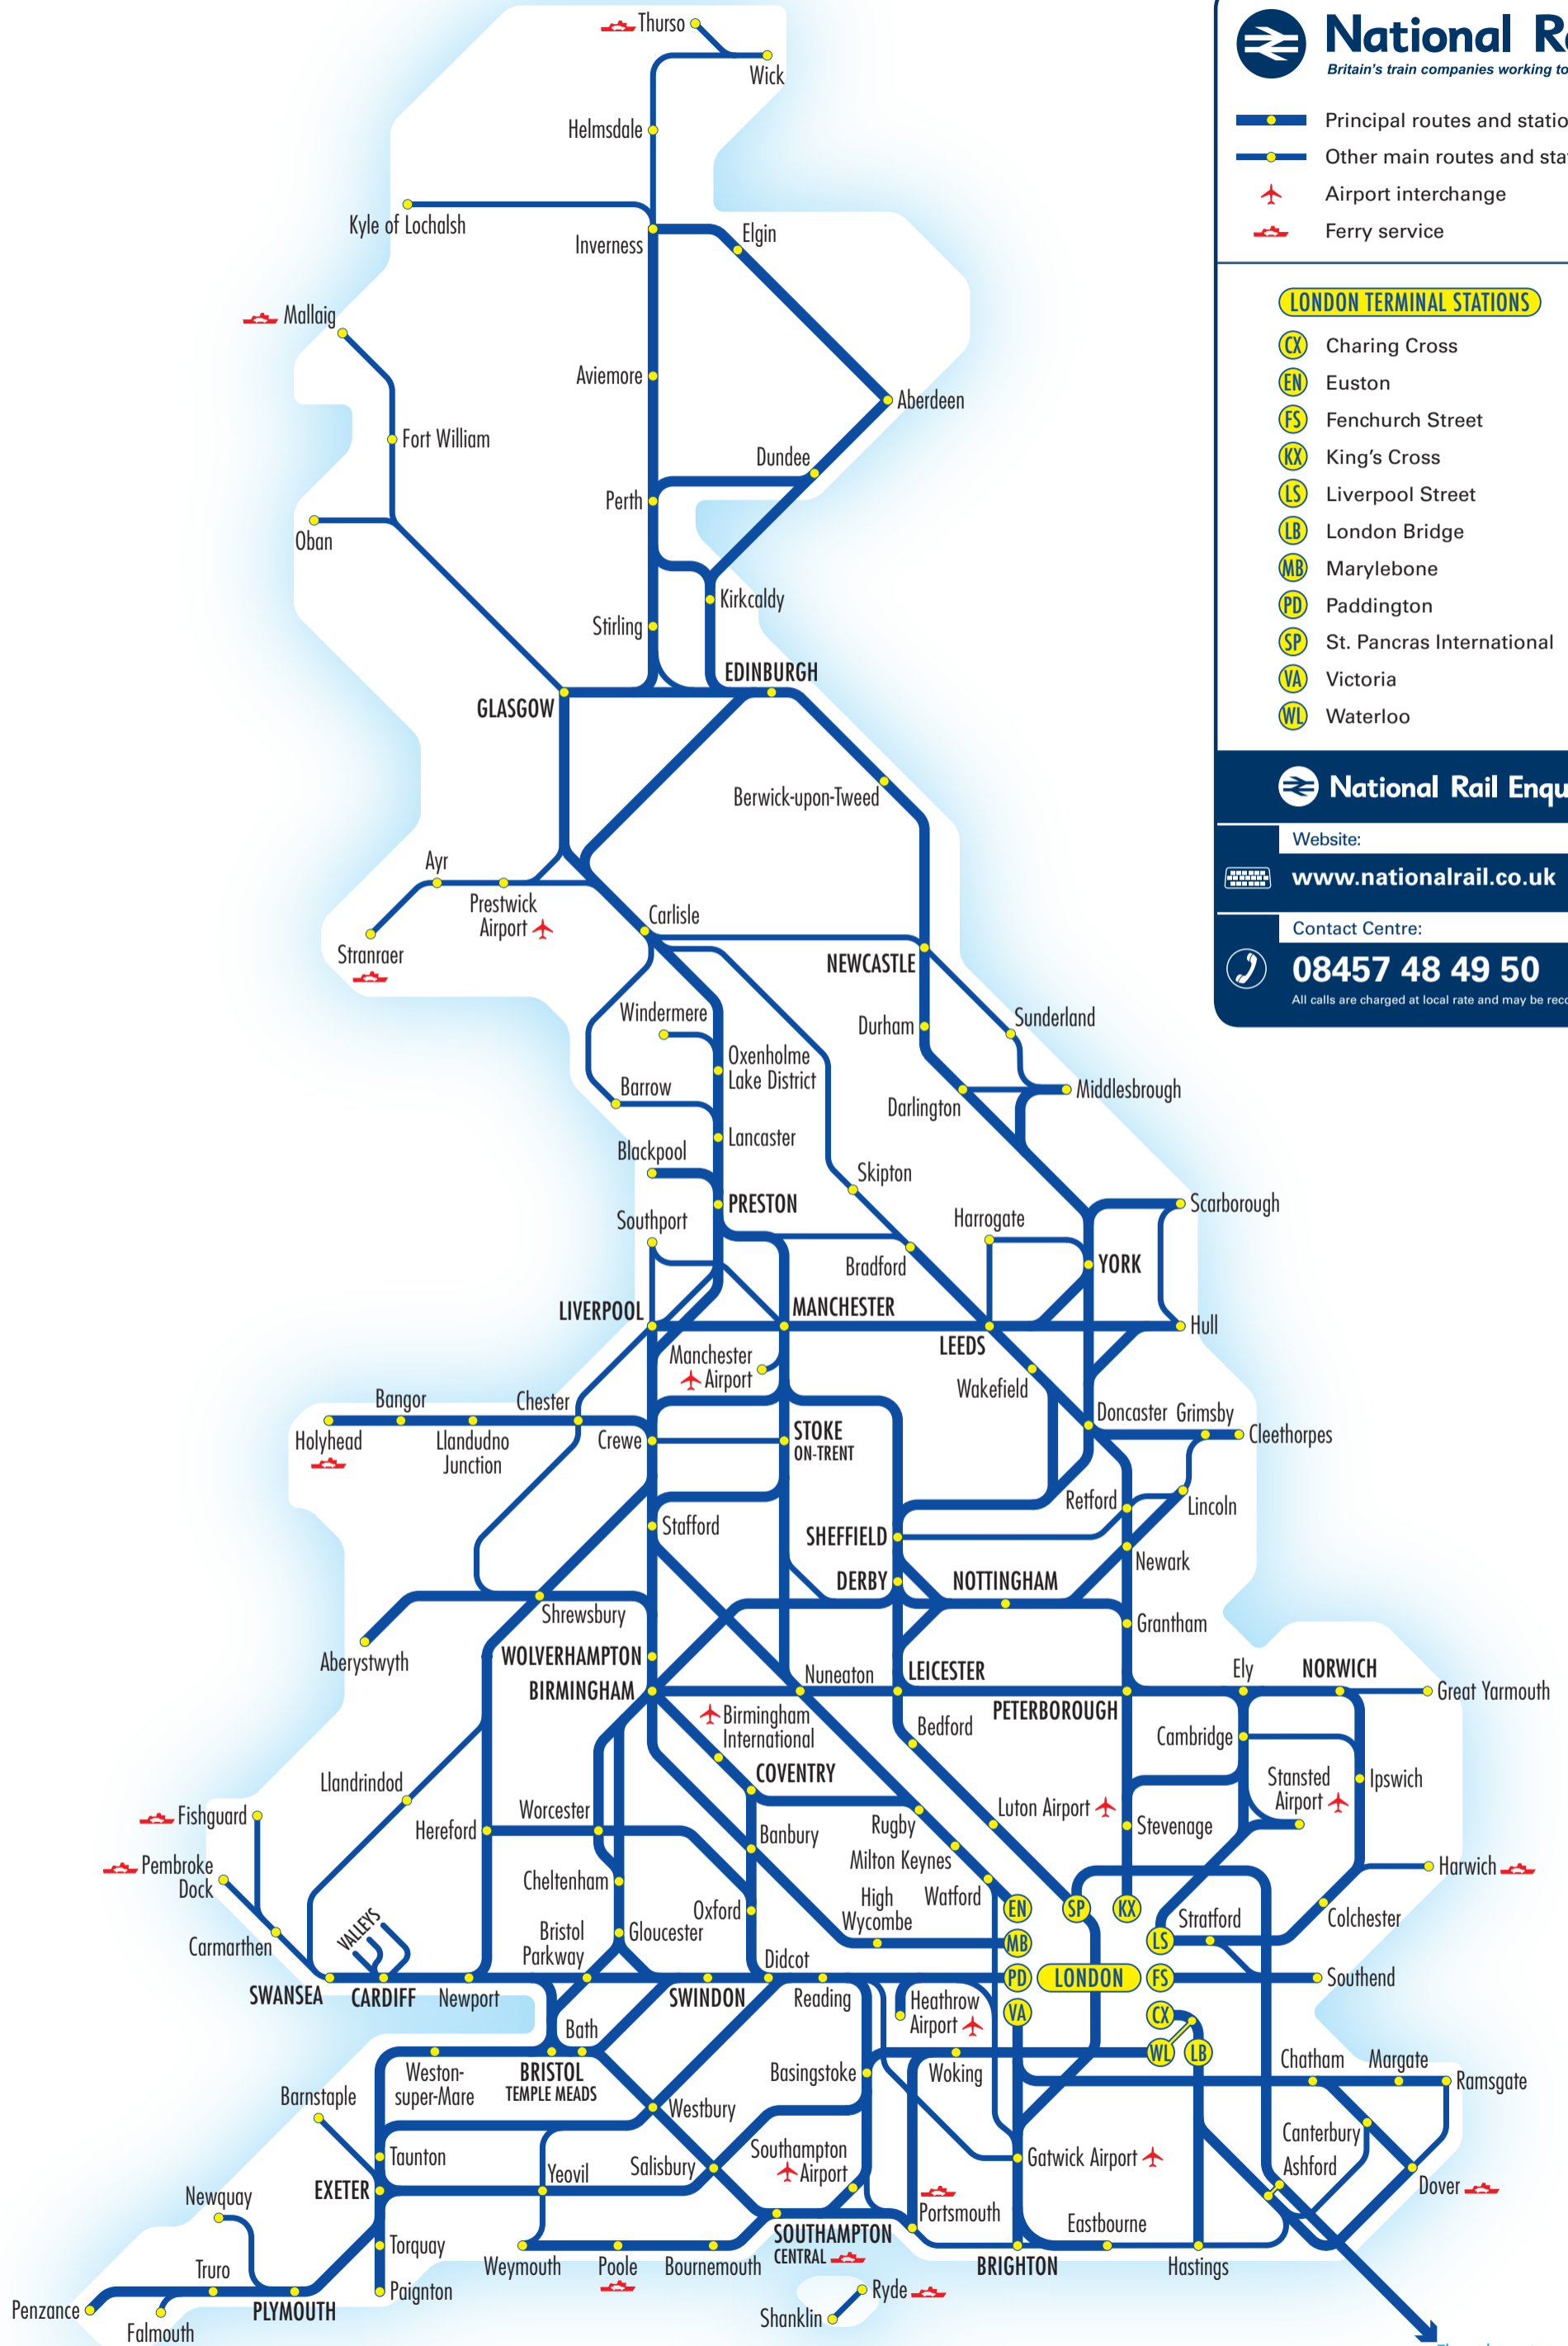 Thurso
Wick
Helmsdale
Kyle of Lochalsh
Inverness
Elgin
Mallaig
Aviemore
Aberdeen
Fort William
Dundee
Perth
Oban
Kirkcaldy
Stirling
EDINBURGH
GLASGOW
Berwick-upon-Tweed
Ayr
Prestwick
Airport
Carlisle
Stranraer
NEWCASTLE
Windermere
Durham
Sunderland
Oxenholme
Lake District
Barrow
Darlington
Middlesbrough
Lancaster
Blackpool
Skipton
PRESTON
Scarborough
Southport
Harrogate
Bradford
YORK
LIVERPOOL
MANCHESTER
Hull
LEEDS
Manchester
Airport
Wakefield
Bangor
Chester
Doncaster
Grimsby
Holyhead
Llandudno
Junction
Crewe
STOKE
ON-TRENT
Cleethorpes
Retford
Lincoln
Stafford
SHEFFIELD
Newark
DERBY
NOTTINGHAM
Shrewsbury
Grantham
Aberystwyth
WOLVERHAMPTON
Nuneaton
LEICESTER
Ely
NORWICH
BIRMINGHAM
PETERBOROUGH
Great Yarmouth
Birmingham
International
Bedford
Cambridge
COVENTRY
Stansted
Airport
Ipswich
Llandrindod
Luton Airport
Fishguard
Worcester
Hereford
Banbury
Rugby
Stevenage
Milton Keynes
Pembroke
Dock
Cheltenham
Watford
Harwich
High
Wycombe
Oxford
EN
SP
KX
Stratford
Colchester
Carmarthen
VALLEYS
Bristol
Parkway
Gloucester
MB
LS
Didcot
SWANSEA
CARDIFF
Newport
SWINDON
Reading
PD
LONDON
FS
Southend
Heathrow
Airport
VA
CX
Bath
Weston-
super-Mare
BRISTOL
TEMPLE MEADS
Basingstoke
Woking
WL
LB
Chatham
Margate
Ramsgate
Barnstaple
Westbury
Canterbury
Taunton
Southampton
Airport
Gatwick Airport
Ashford
EXETER
Yeovil
Salisbury
Dover
Newquay
Portsmouth
Eastbourne
Torquay
SOUTHAMPTON
CENTRAL
Weymouth
Poole
Bournemouth
BRIGHTON
Hastings
Truro
Paignton
Ryde
Penzance
PLYMOUTH
Shanklin
Falmouth
National R
Britain's train companies working to
Principal routes and statio
Other main routes and sta
Airport interchange
Ferry service
LONDON TERMINAL STATIONS
CX Charing Cross
EN Euston
FS Fenchurch Street
KX King's Cross
LS Liverpool Street
LB London Bridge
MB Marylebone
PD Paddington
SP St. Pancras International
VA Victoria
WL Waterloo
National Rail Enqu
Website:
www.nationalrail.co.uk
Contact Centre:
08457 48 49 50
All calls are charged at local rate and may be reco